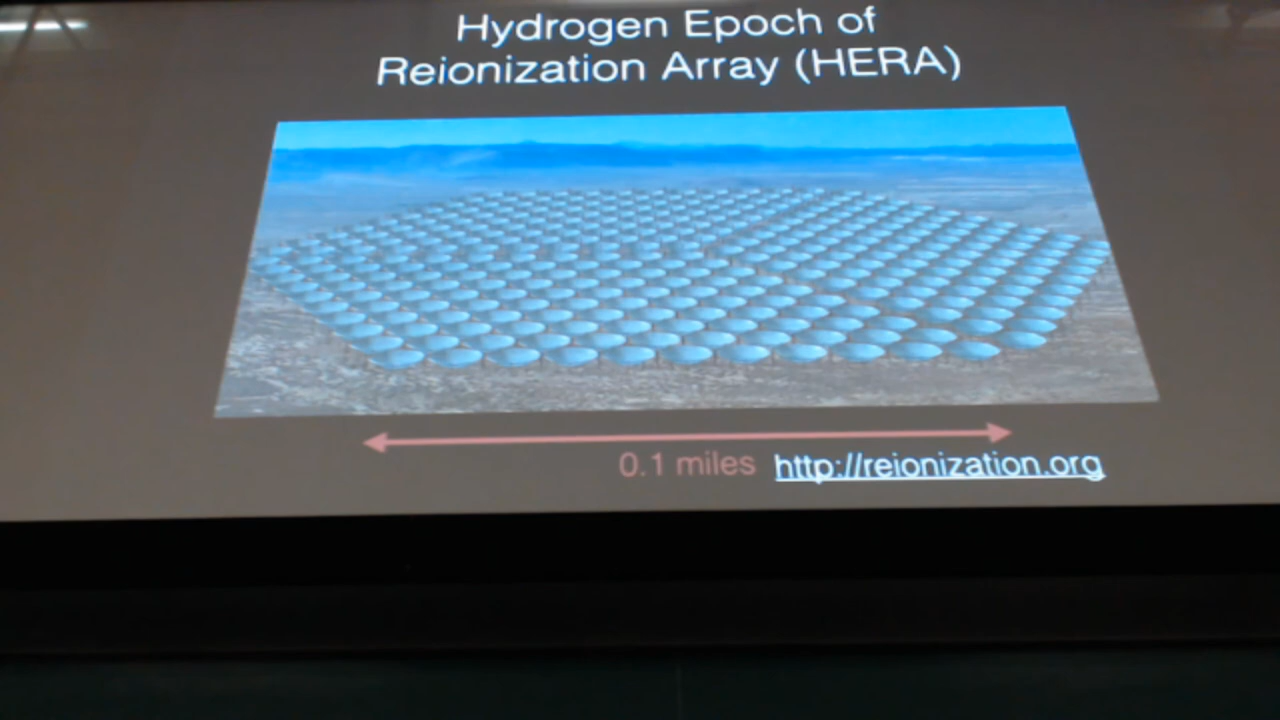 Hydrogen Epoch of
Reionization Array (HERA)
0.1 miles http://reionization.org